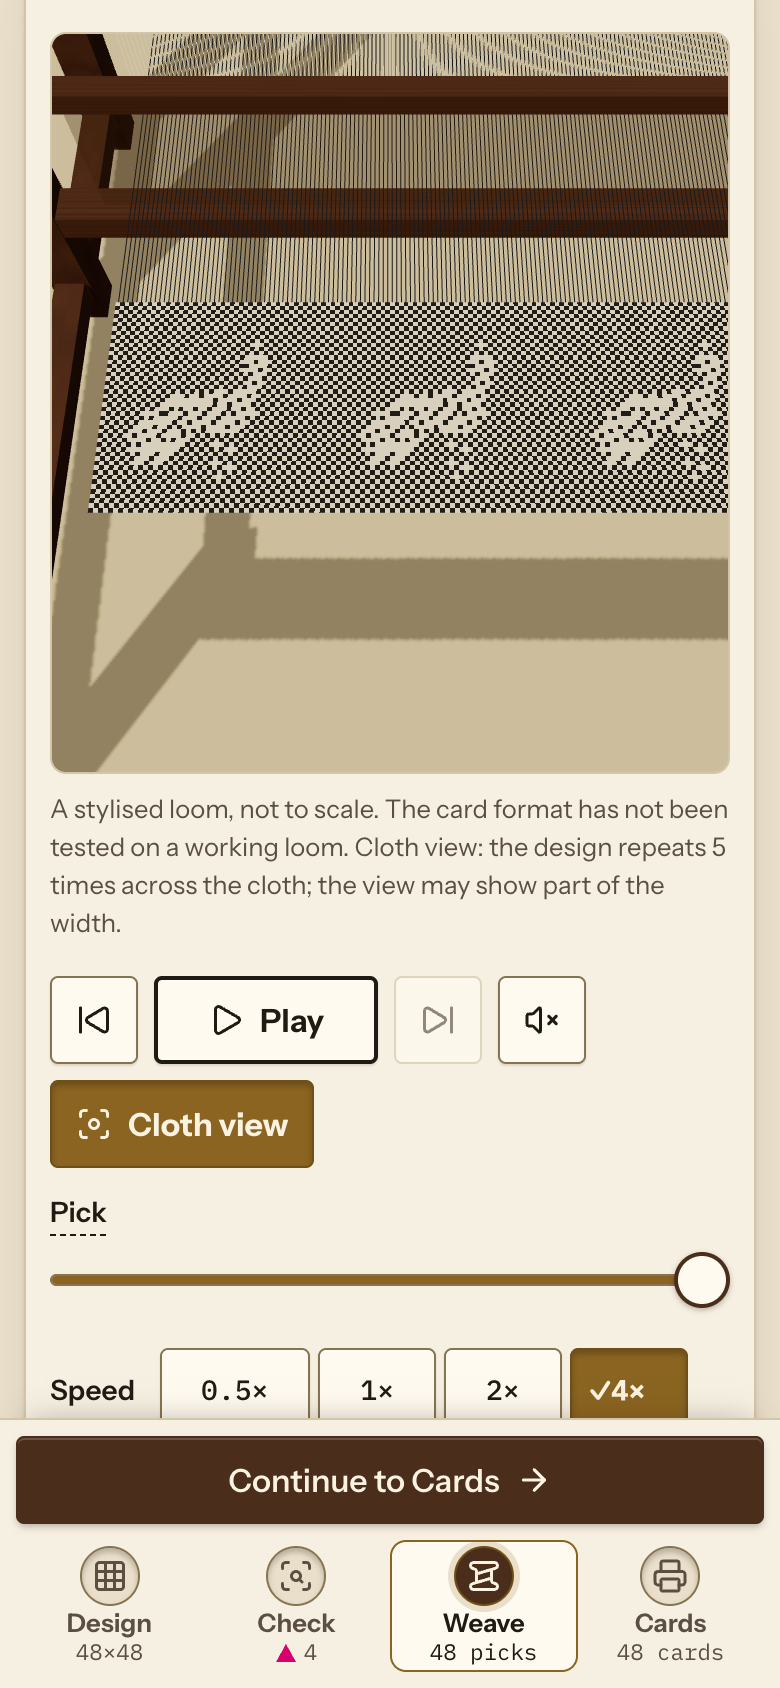 A stylised loom, not to scale. The card format has not been
tested on a working loom. Cloth view: the design repeats 5
times across the cloth; the view may show part of the
width.
Play
Cloth view
Pick
Speed 0.5× 1× 2× ✓4×
Continue to Cards →
Design Check Weave Cards
48×48 4 48 picks 48 cards